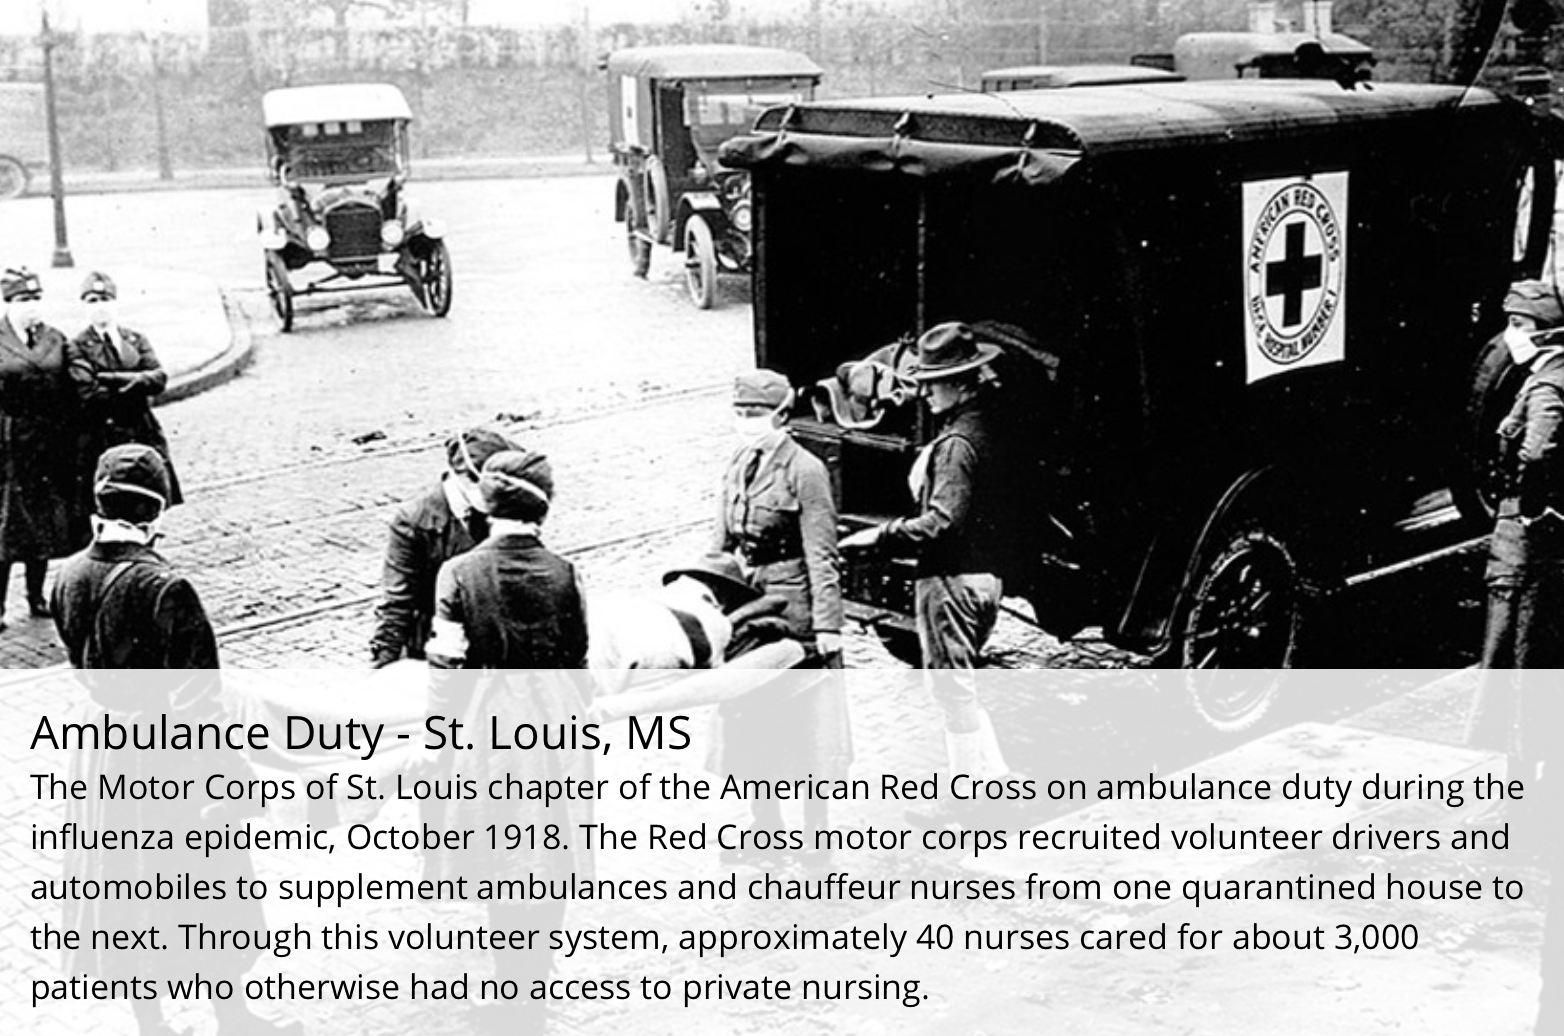 AMERICAN RED CROSS
Ambulance Duty - St. Louis, MS
The Motor Corps of St. Louis chapter of the American Red Cross on ambulance duty during the
influenza epidemic, October 1918. The Red Cross motor corps recruited volunteer drivers and
automobiles to supplement ambulances and chauffeur nurses from one quarantined house to
the next. Through this volunteer system, approximately 40 nurses cared for about 3,000
patients who otherwise had no access to private nursing.